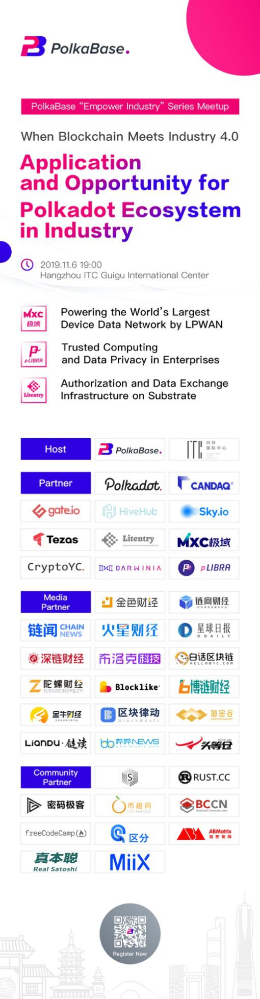 PolkaBase.
PolkaBase “Empower Industry” Series Meetup
When Blockchain Meets Industry 4.0
Application
and Opportunity for
Polkadot Ecosystem
in Industry
2019.11.6 19:00
Hangzhou ITC Guigu International Center
MXC
极域
Powering the World’s Largest
Device Data Network by LPWAN
pLIBRA
Trusted Computing
and Data Privacy in Enterprises
Litentry
Authorization and Data Exchange
Infrastructure on Substrate
Host
PolkaBase.
ITC
归谷
国际中心
Partner
Polkadot.
CANDAQ
gate.io
HiveHub
Sky.io
Tezas
Litentry
MXC极域
CryptoYC.
DARWINIA
pLIBRA
Media
Partner
金色财经
链向财经
链闻 CHAIN
NEWS
火星财经
星球日报
ODAILY
深链财经
布洛克科技
白话区块链
HELLOBTC.COM
陀螺财经
tuoluocaijing.cn
Blocklike
博链财经
金牛财经
区块律动
BlockBeats
加密谷
CRYPTOVALLEY
LIANDU·链读
哔哔NEWS
头等仓
First.vip
Community
Partner
S
RUST.CC
密码极客
币橙网
BITORANGES
BCCN
BlockChain Community Union
freeCodeCamp
区分
ABMatrix
加密矩阵
真本聪
Real Satoshi
MiiX
Register Now